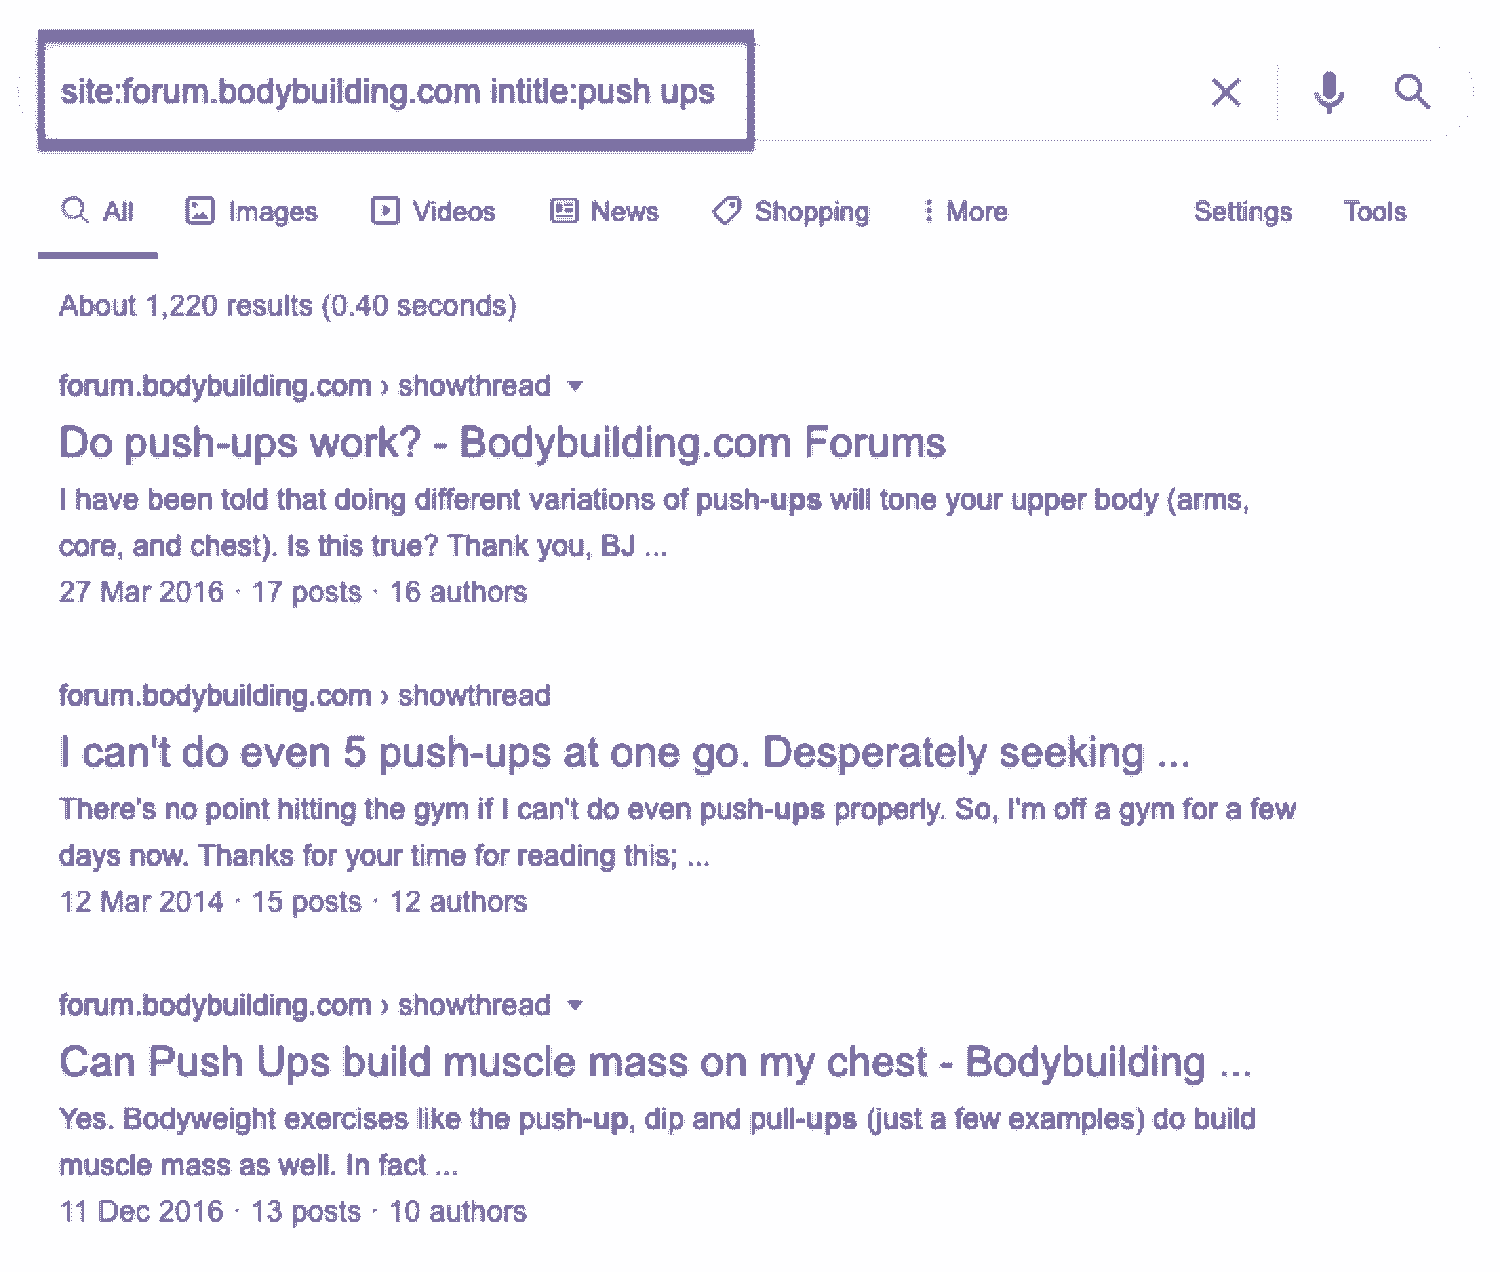 site:forum.bodybuilding.com intitle:push ups
All Images Videos News Shopping More Settings Tools
About 1,220 results (0.40 seconds)
forum.bodybuilding.com › showthread
Do push-ups work? - Bodybuilding.com Forums
I have been told that doing different variations of push-ups will tone your upper body (arms,
core, and chest). Is this true? Thank you, BJ ...
27 Mar 2016 · 17 posts · 16 authors
forum.bodybuilding.com › showthread
I can't do even 5 push-ups at one go. Desperately seeking ...
There's no point hitting the gym if I can't do even push-ups properly. So, I'm off a gym for a few
days now. Thanks for your time for reading this; ...
12 Mar 2014 · 15 posts · 12 authors
forum.bodybuilding.com › showthread
Can Push Ups build muscle mass on my chest - Bodybuilding ...
Yes. Bodyweight exercises like the push-up, dip and pull-ups (just a few examples) do build
muscle mass as well. In fact ...
11 Dec 2016 · 13 posts · 10 authors